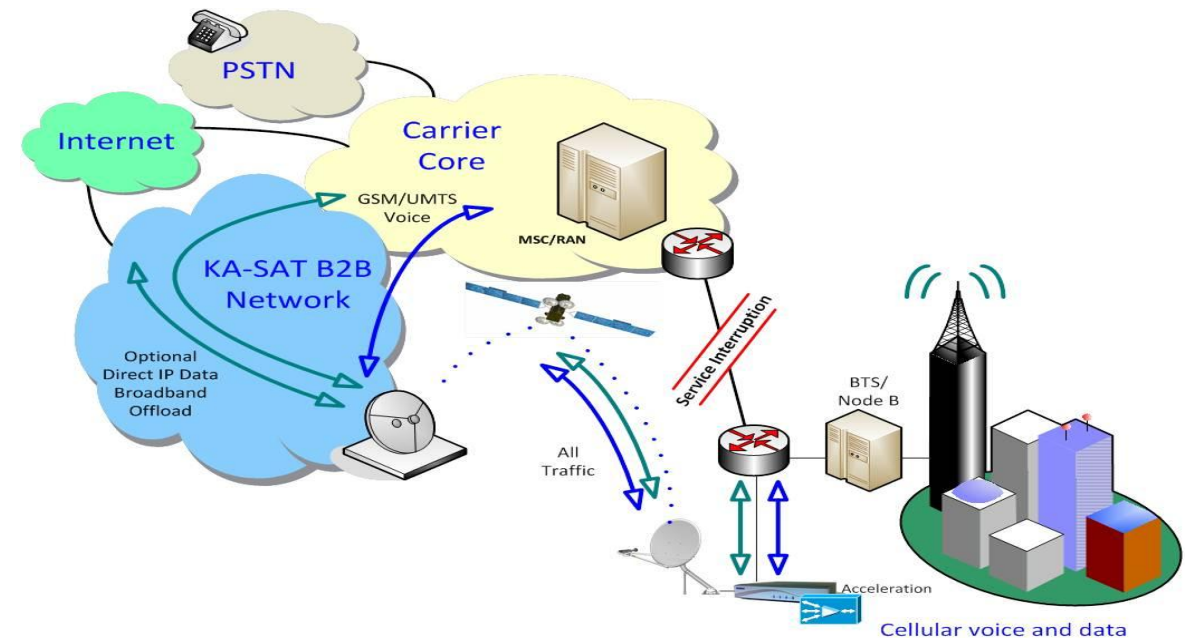 PSTN
Internet
Carrier
Core
GSM/UMTS
Voice
MSC/RAN
KA-SAT B2B
Network
Optional
Direct IP Data
Broadband
Offload
Service Interruption
BTS/
Node B
All
Traffic
Acceleration
Cellular voice and data